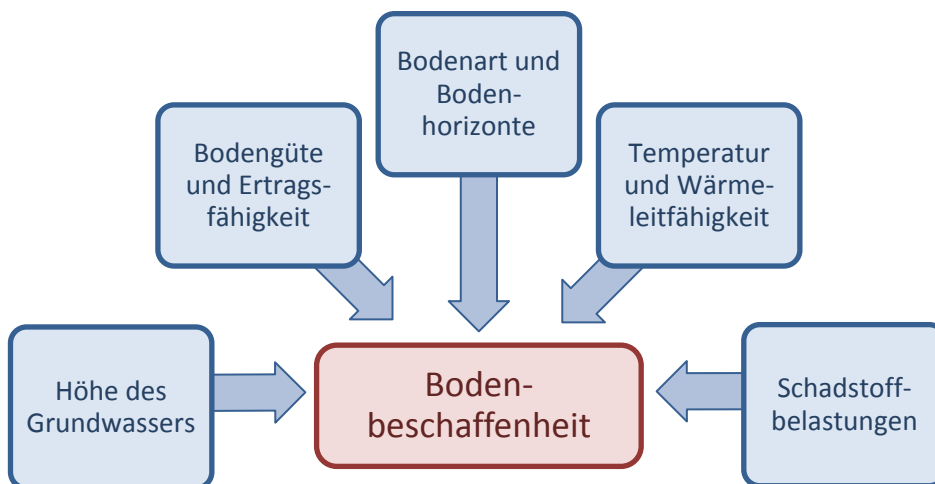 Bodenart und
Boden-
horizonte
Bodengüte
und Ertrags-
fähigkeit
Temperatur
und Wärme-
leitfähigkeit
Höhe des
Grundwassers
Boden-
beschaffenheit
Schadstoff-
belastungen